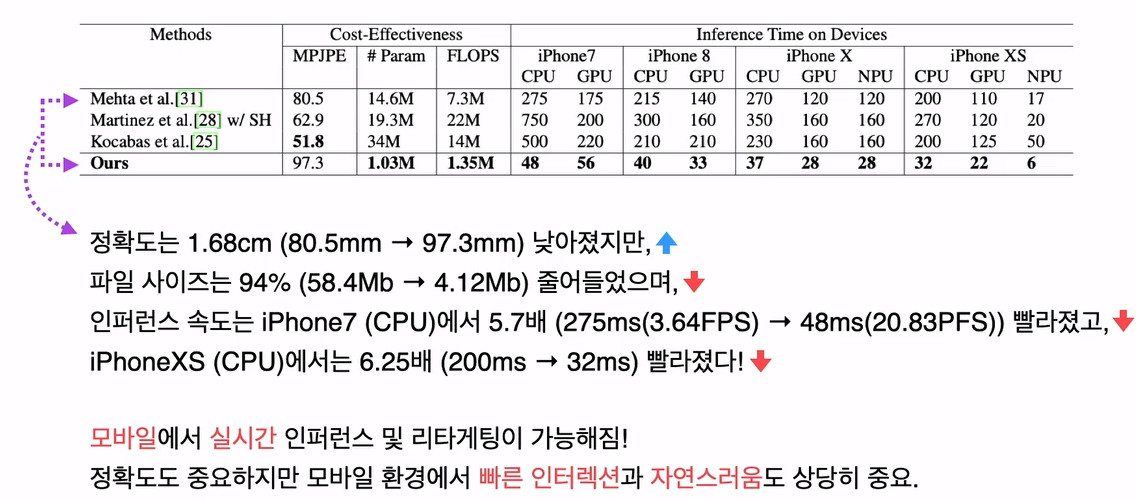 Methods Cost-Effectiveness Inference Time on Devices
MPJPE # Param FLOPS iPhone7 iPhone 8 iPhone X iPhone XS
CPU GPU CPU GPU CPU GPU NPU CPU GPU NPU
Mehta et al.[31] 80.5 14.6M 7.3M 275 175 215 140 270 120 120 200 110 17
Martinez et al.[28] w/ SH 62.9 19.3M 22M 750 200 300 160 350 160 160 270 120 20
Kocabas et al.[25] 51.8 34M 14M 500 220 210 210 230 160 160 200 125 50
Ours 97.3 1.03M 1.35M 48 56 40 33 37 28 28 32 22 6
정확도는 1.68cm (80.5mm → 97.3mm) 낮아졌지만,
파일 사이즈는 94% (58.4Mb → 4.12Mb) 줄어들었으며,
인퍼런스 속도는 iPhone7 (CPU)에서 5.7배 (275ms(3.64FPS) → 48ms(20.83PFS)) 빨라졌고,
iPhoneXS (CPU)에서는 6.25배 (200ms → 32ms) 빨라졌다!
모바일에서 실시간 인퍼런스 및 리타게팅이 가능해짐!
정확도도 중요하지만 모바일 환경에서 빠른 인터렉션과 자연스러움도 상당히 중요.